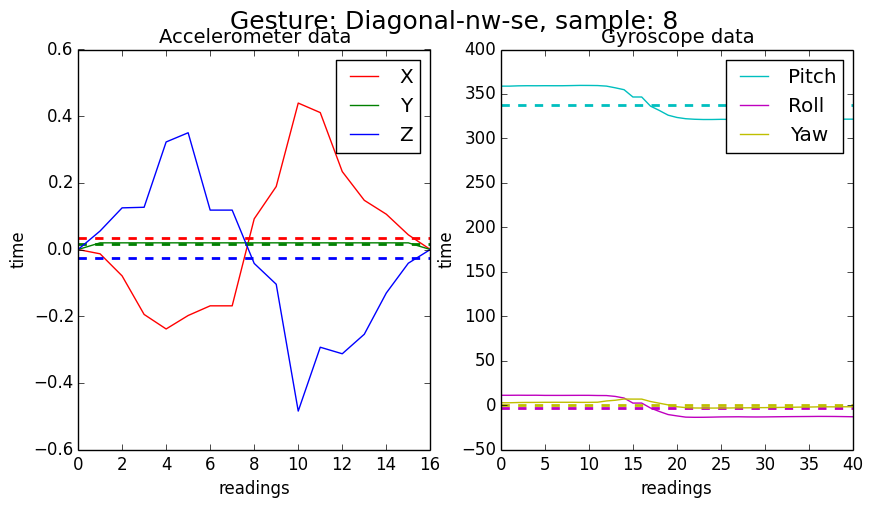 Gesture: Diagonal-nw-se, sample: 8
Accelerometer data
0.6
0.4
0.2
0.0
−0.2
−0.4
−0.6
time
0 2 4 6 8 10 12 14 16
readings
X
Y
Z
Gyroscope data
400
350
300
250
200
150
100
50
0
−50
time
0 5 10 15 20 25 30 35 40
readings
Pitch
Roll
Yaw